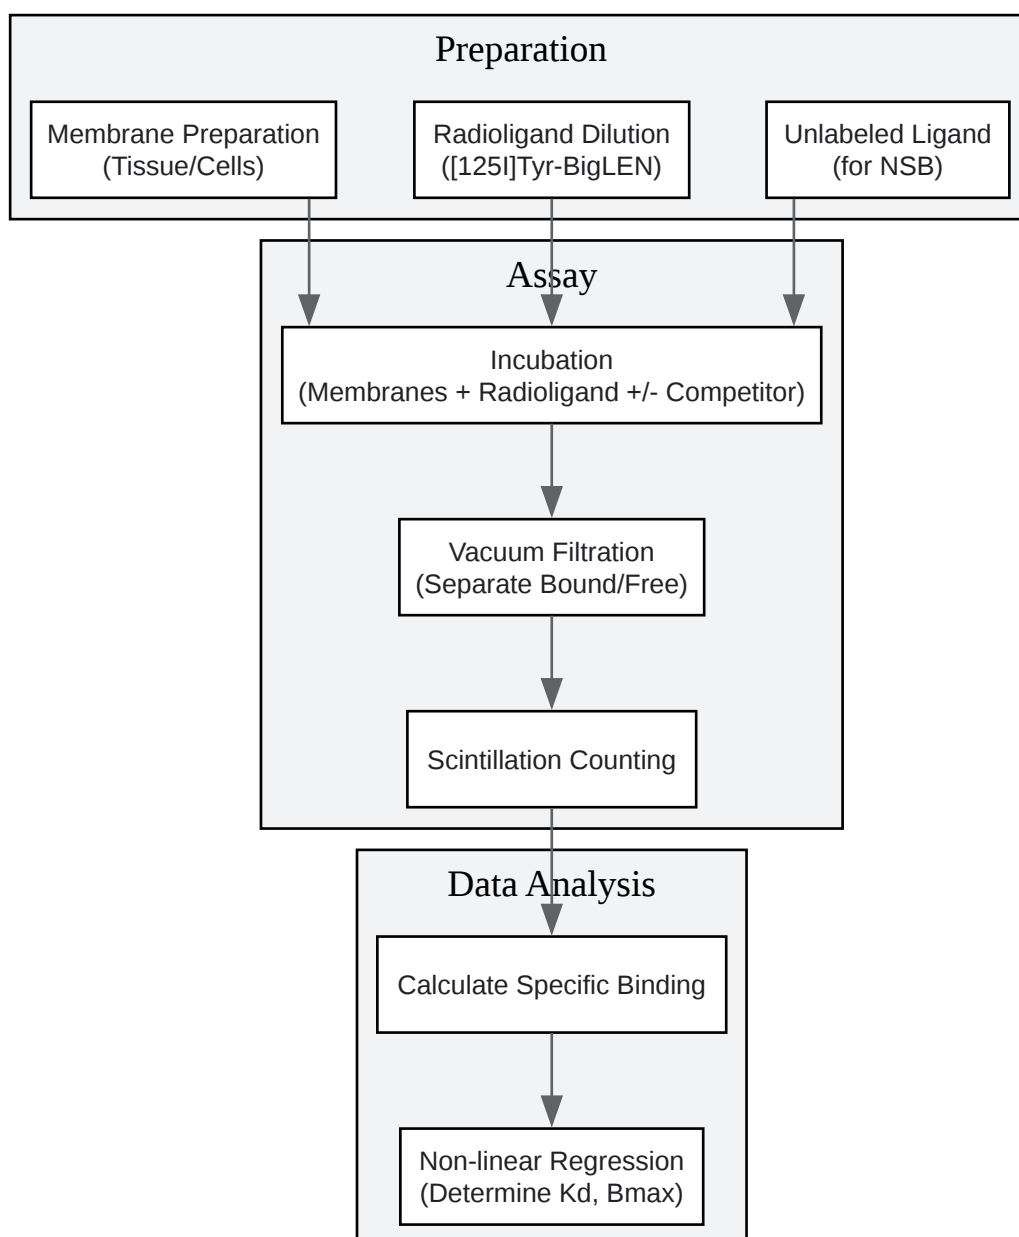 Preparation
Membrane Preparation
(Tissue/Cells)
Radioligand Dilution
([125I]Tyr-BigLEN)
Unlabeled Ligand
(for NSB)
Assay
Incubation
(Membranes + Radioligand +/- Competitor)
Vacuum Filtration
(Separate Bound/Free)
Scintillation Counting
Data Analysis
Calculate Specific Binding
Non-linear Regression
(Determine Kd, Bmax)